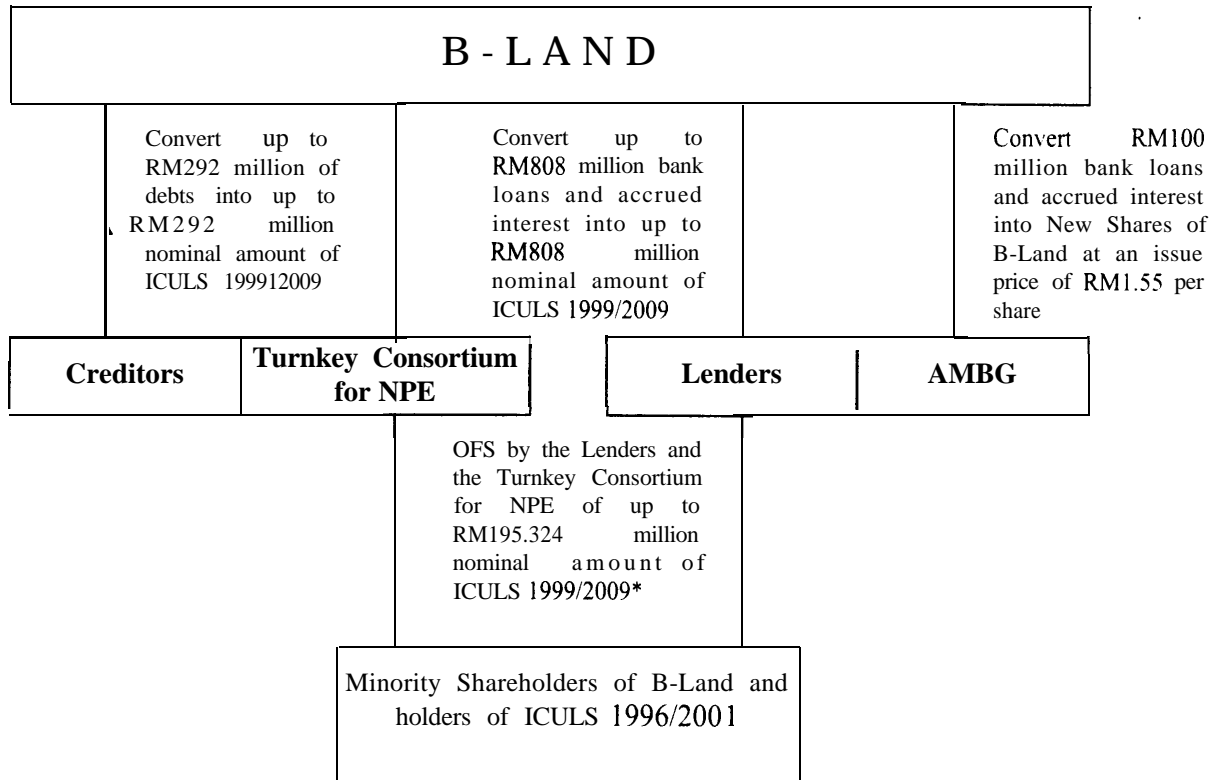 B - L A N D
Convert up to
RM292 million of
debts into up to
RM292 million
nominal amount of
ICULS 199912009
Convert up to
RM808 million bank
loans and accrued
interest into up to
RM808 million
nominal amount of
ICULS 1999/2009
Convert RM100
million bank loans
and accrued interest
into New Shares of
B-Land at an issue
price of RM1.55 per
share
Creditors
Turnkey Consortium
for NPE
Lenders
AMBG
OFS by the Lenders and
the Turnkey Consortium
for NPE of up to
RM195.324 million
nominal amount of
ICULS 1999/2009*
Minority Shareholders of B-Land and
holders of ICULS 1996/2001